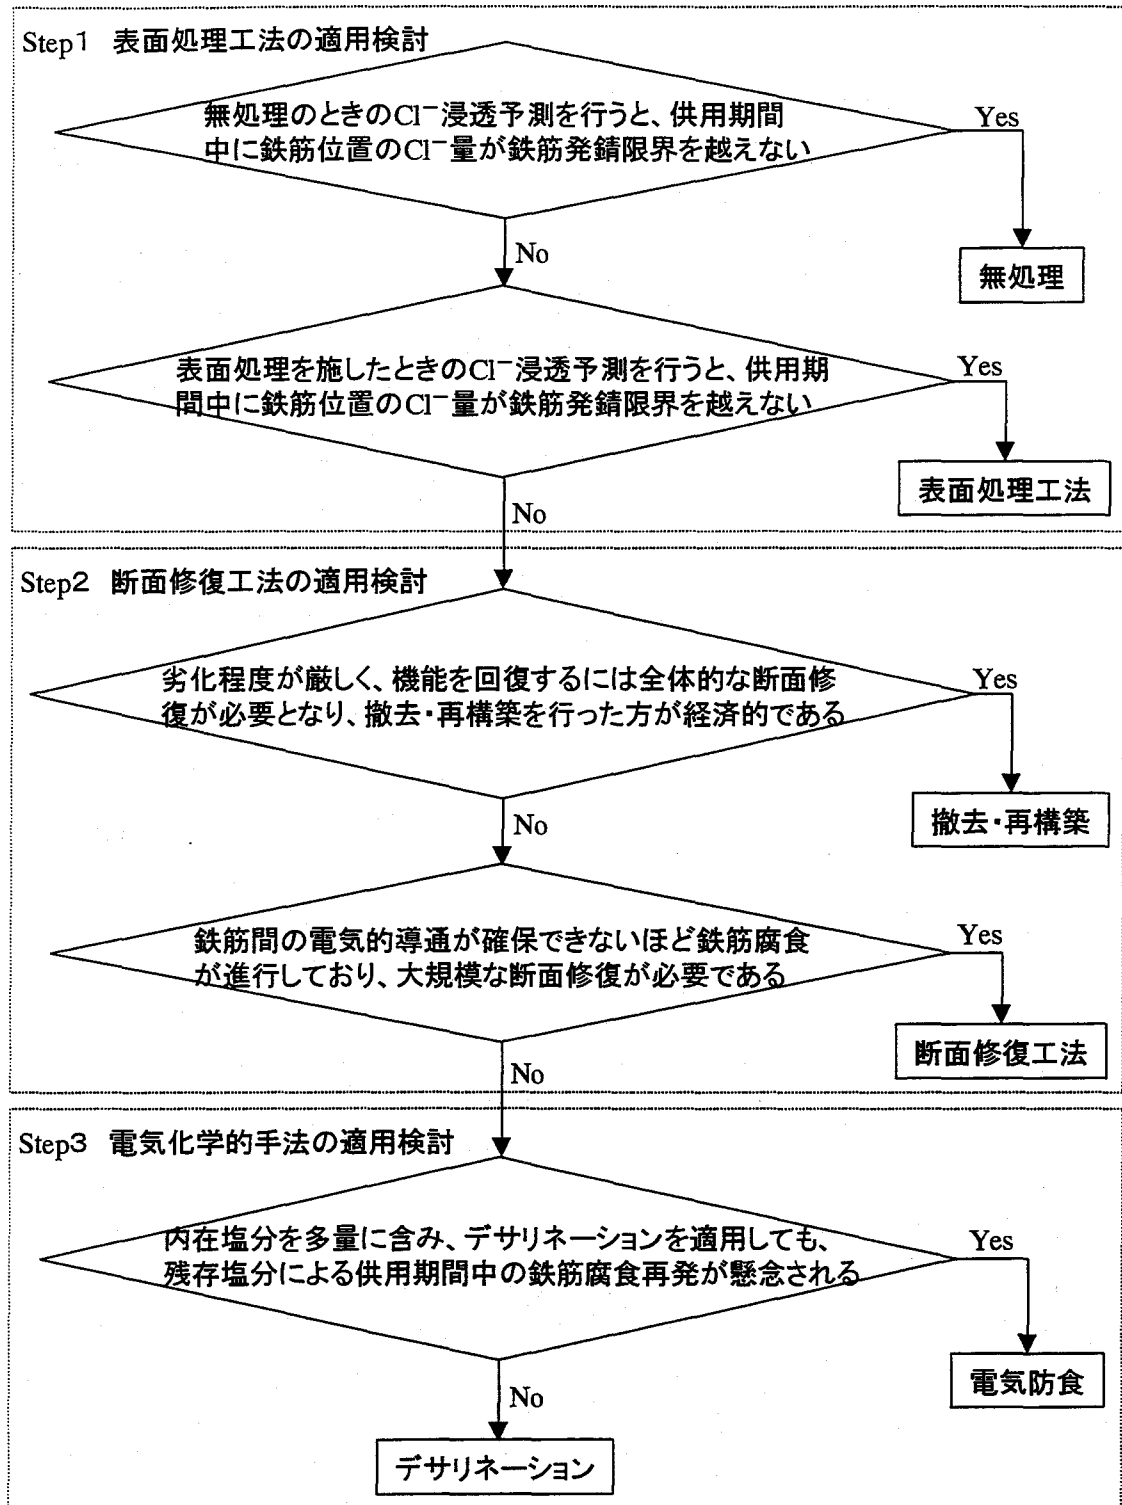 Step1 表面処理工法の適用検討
無処理のときのCl⁻浸透予測を行うと、供用期間
中に鉄筋位置のCl⁻量が鉄筋発錆限界を越えない
Yes
No
無処理
表面処理を施したときのCl⁻浸透予測を行うと、供用期
間中に鉄筋位置のCl⁻量が鉄筋発錆限界を越えない
Yes
表面処理工法
No
Step2 断面修復工法の適用検討
劣化程度が厳しく、機能を回復するには全体的な断面修
復が必要となり、撤去・再構築を行った方が経済的である
Yes
撤去・再構築
No
鉄筋間の電気的導通が確保できないほど鉄筋腐食
が進行しており、大規模な断面修復が必要である
Yes
断面修復工法
No
Step3 電気化学的手法の適用検討
内在塩分を多量に含み、デサリネーションを適用しても、
残存塩分による供用期間中の鉄筋腐食再発が懸念される
Yes
電気防食
No
デサリネーション